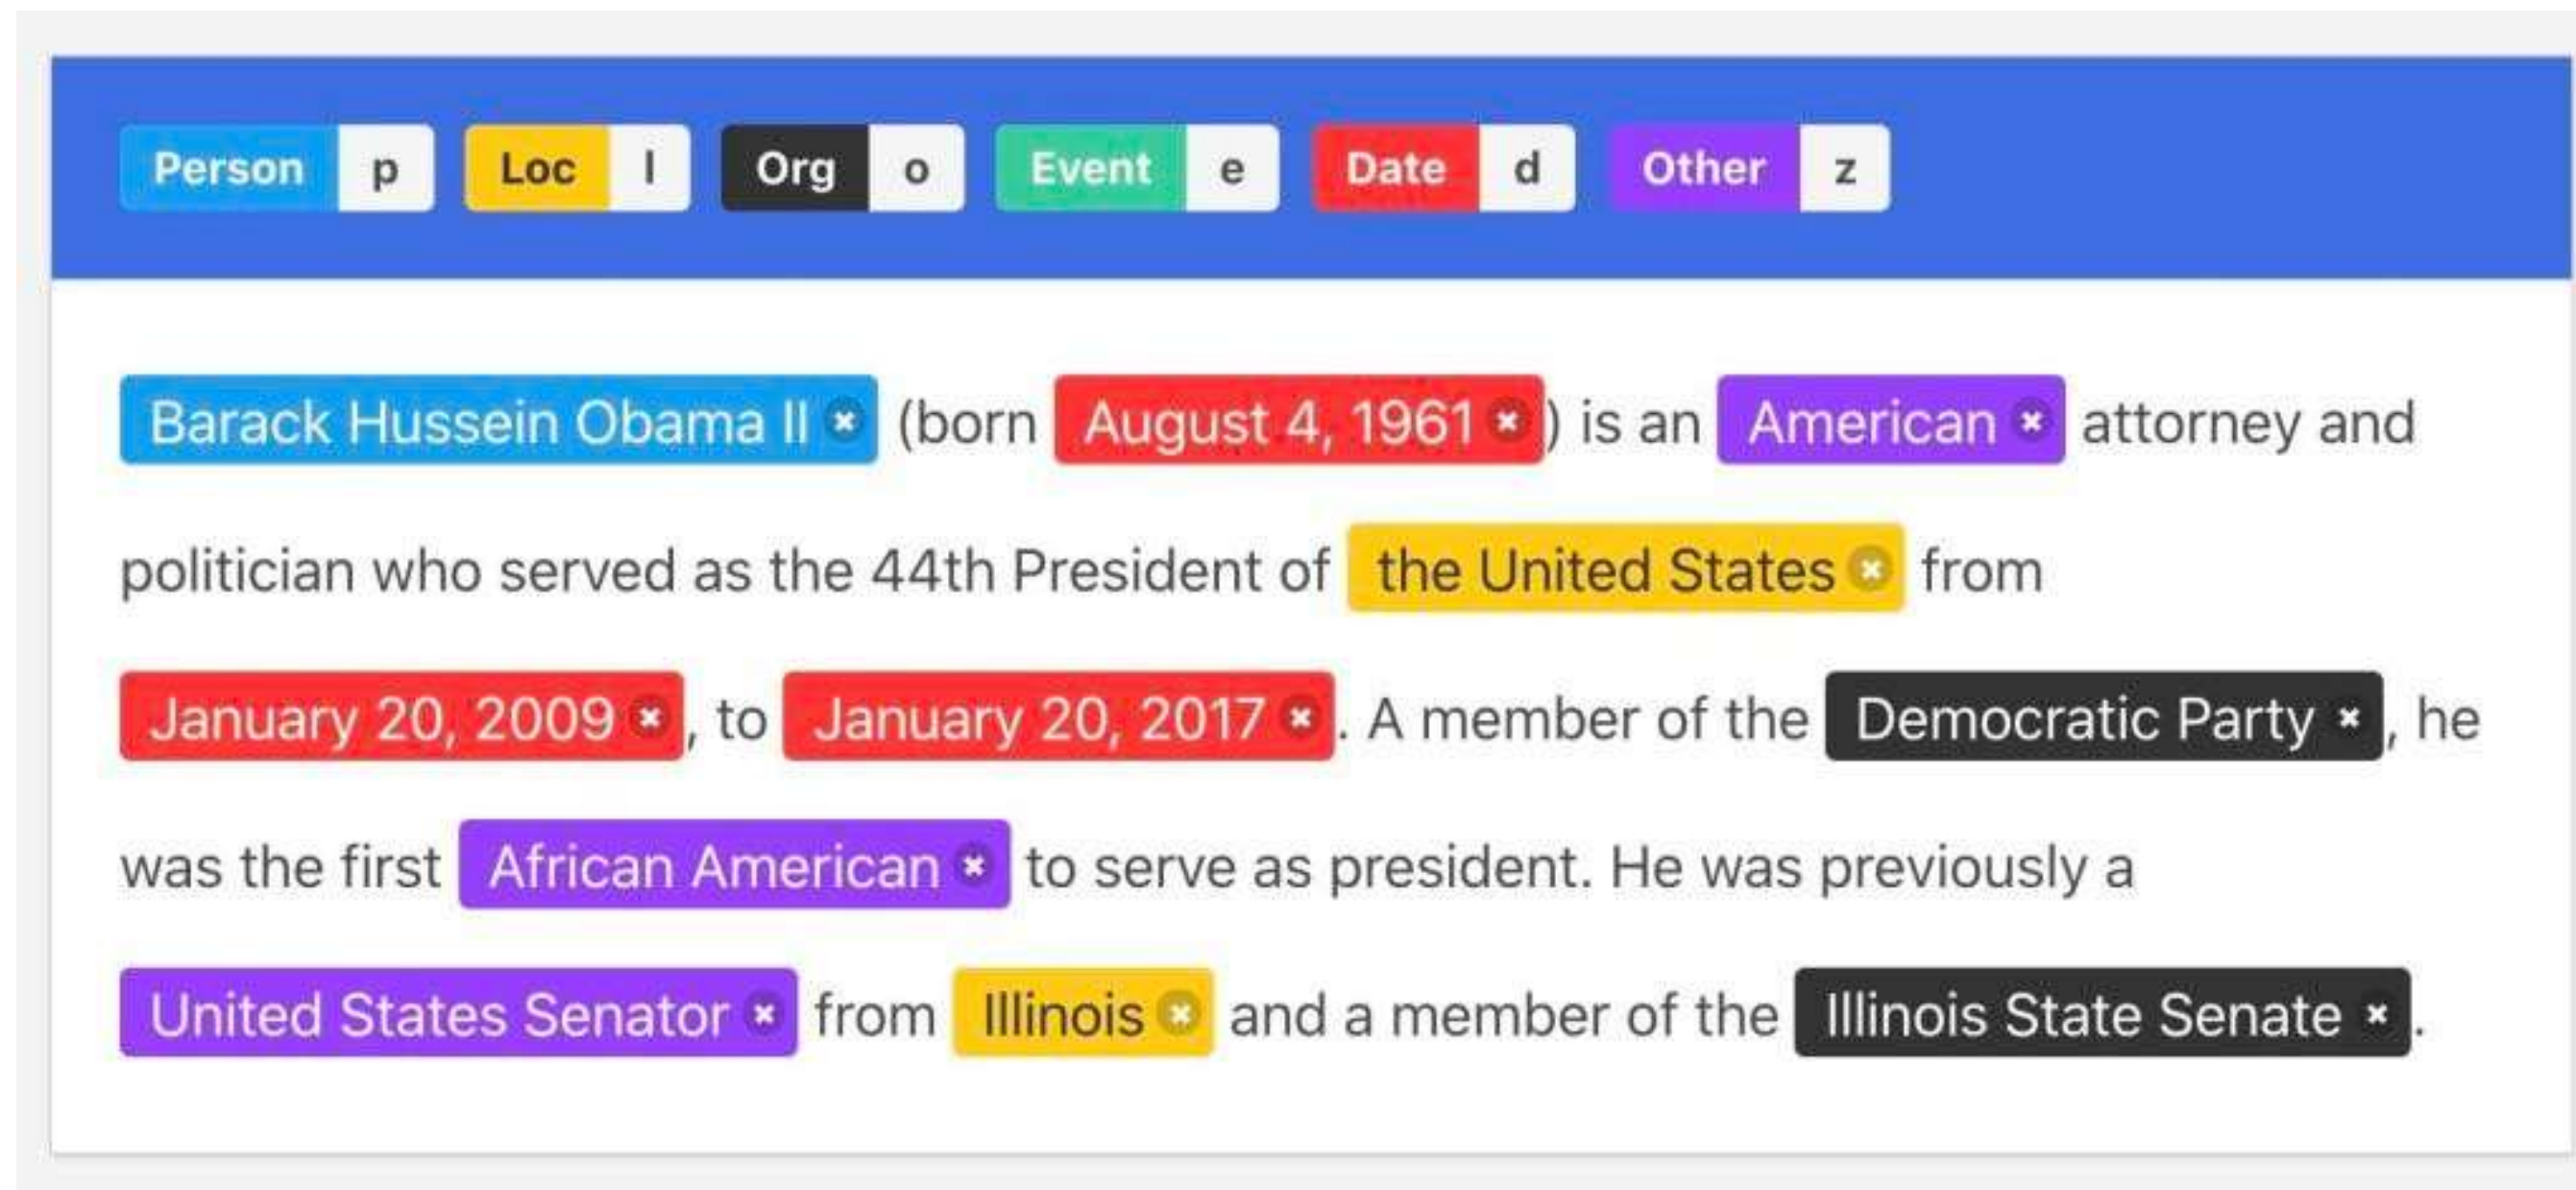 Person p Loc l Org o Event e Date d Other z
Barack Hussein Obama II (born August 4, 1961) is an American attorney and
politician who served as the 44th President of the United States from
January 20, 2009, to January 20, 2017. A member of the Democratic Party, he
was the first African American to serve as president. He was previously a
United States Senator from Illinois and a member of the Illinois State Senate.